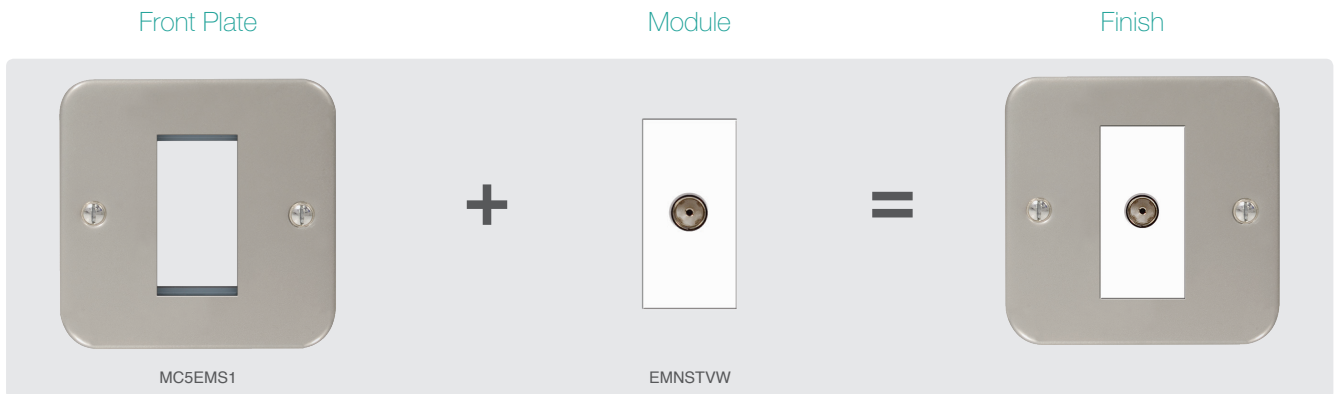 Front Plate
Module
Finish
+
=
MC5EMS1
EMNSTVW